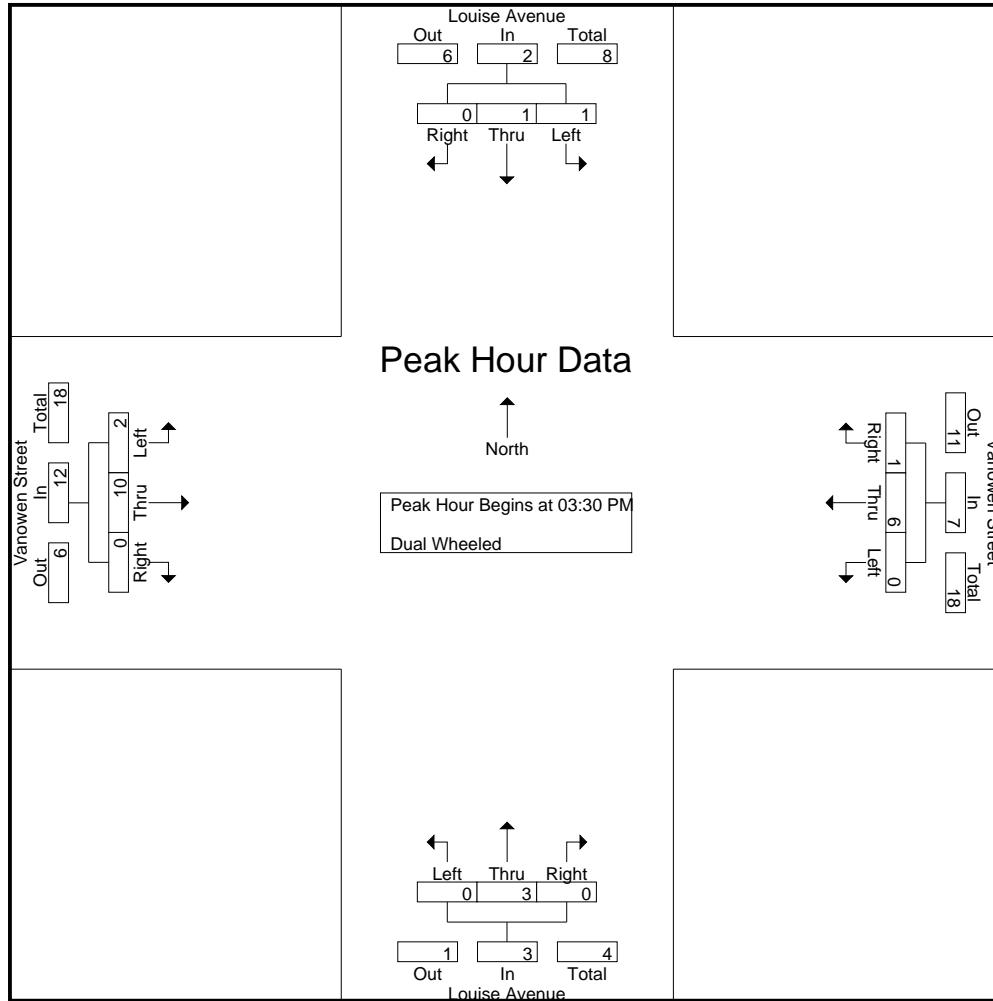 Louise Avenue
Out In Total
6 2 8
0 1 1
Right Thru Left
Peak Hour Data
North
Peak Hour Begins at 03:30 PM
Dual Wheeled
Vanowen Street
Out In Total
6 12 18
Left Thru Right
2 10 0
Vanowen Street
Out In Total
11 7 18
Right Thru Left
1 6 0
Left Thru Right
0 3 0
1 3 4
Out In Total
Louise Avenue